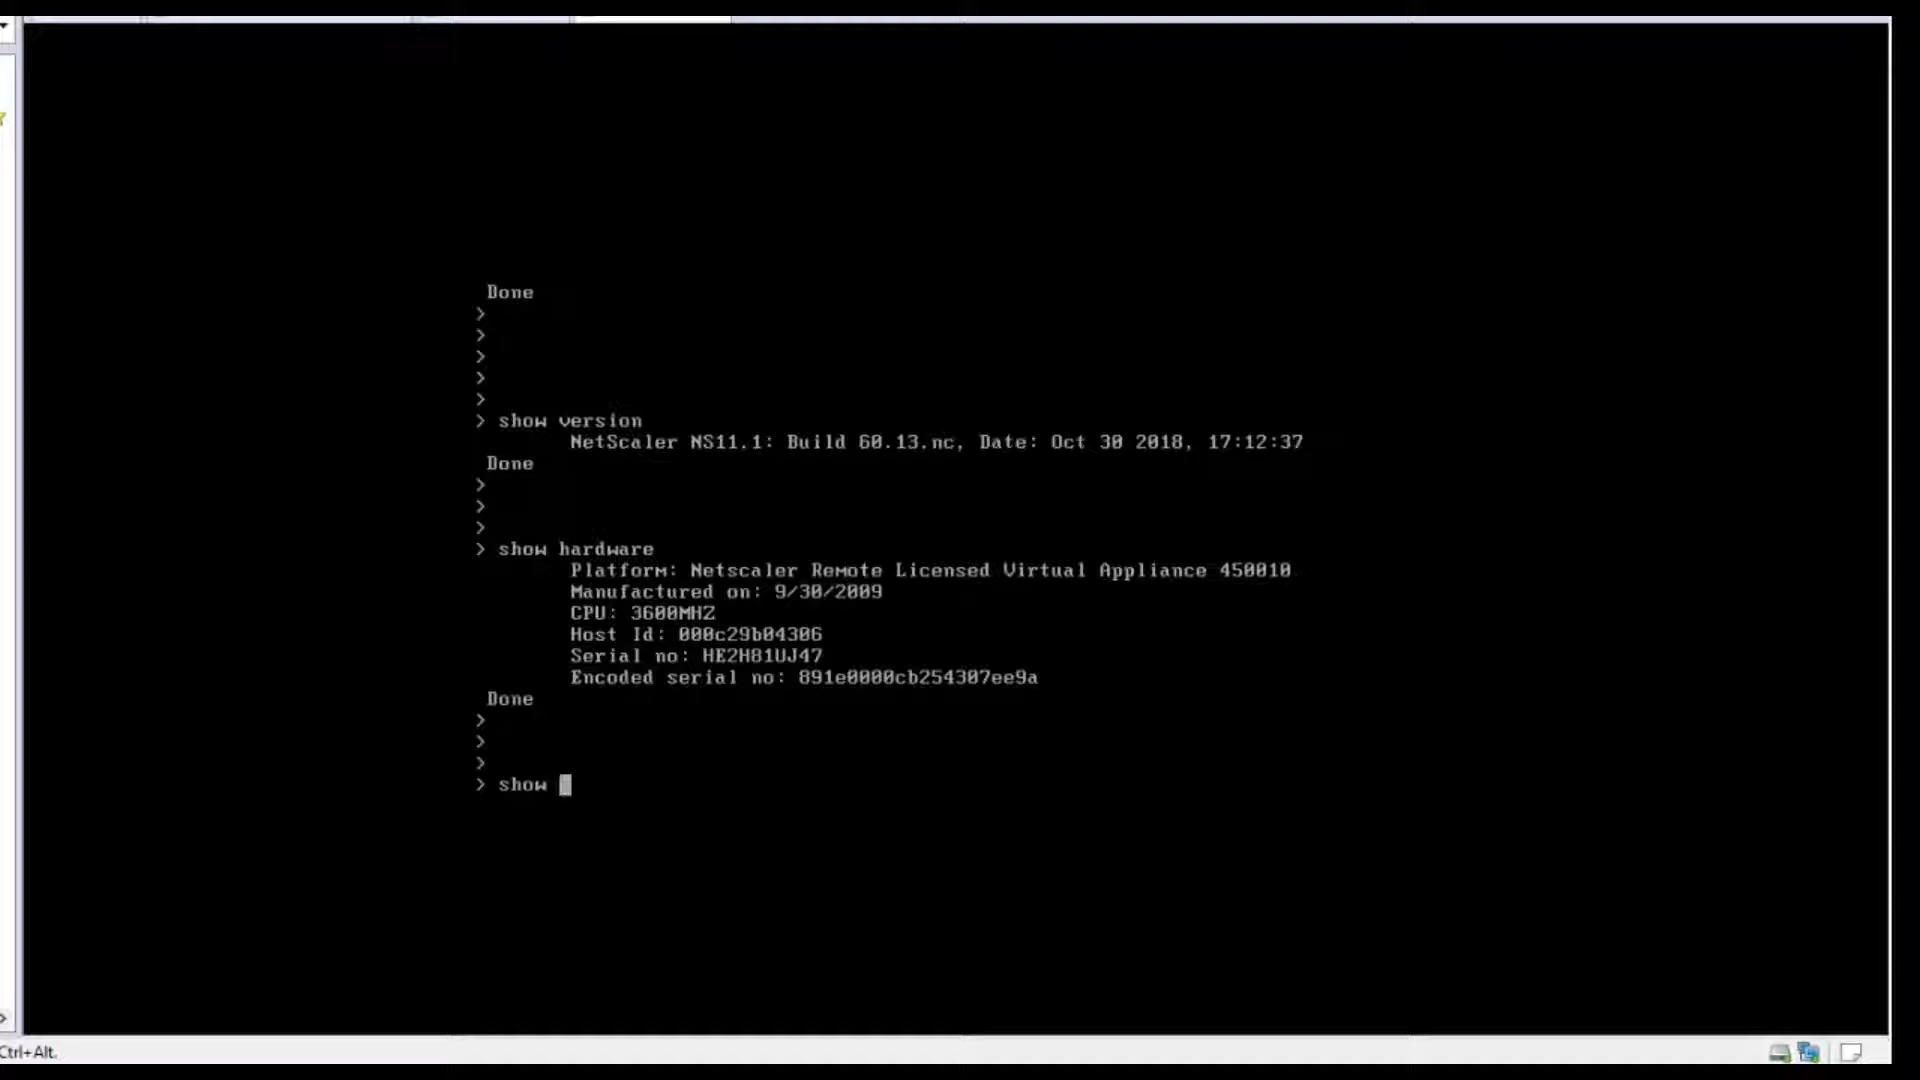 Done
>
>
>
>
>
> show version
NetScaler NS11.1: Build 60.13.nc, Date: Oct 30 2018, 17:12:37
Done
>
>
>
> show hardware
Platform: Netscaler Remote Licensed Virtual Appliance 450010
Manufactured on: 9/30/2009
CPU: 3600MHZ
Host Id: 000c29b04306
Serial no: HE2H81UJ47
Encoded serial no: 891e0000cb254307ee9a
Done
>
>
>
> show
Ctrl+Alt.